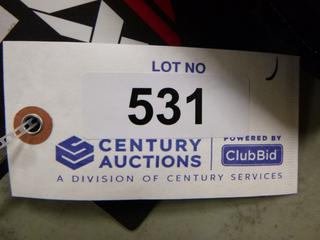 LOT NO
531
CENTURY
AUCTIONS
POWERED BY
ClubBid
A DIVISION OF CENTURY SERVICES